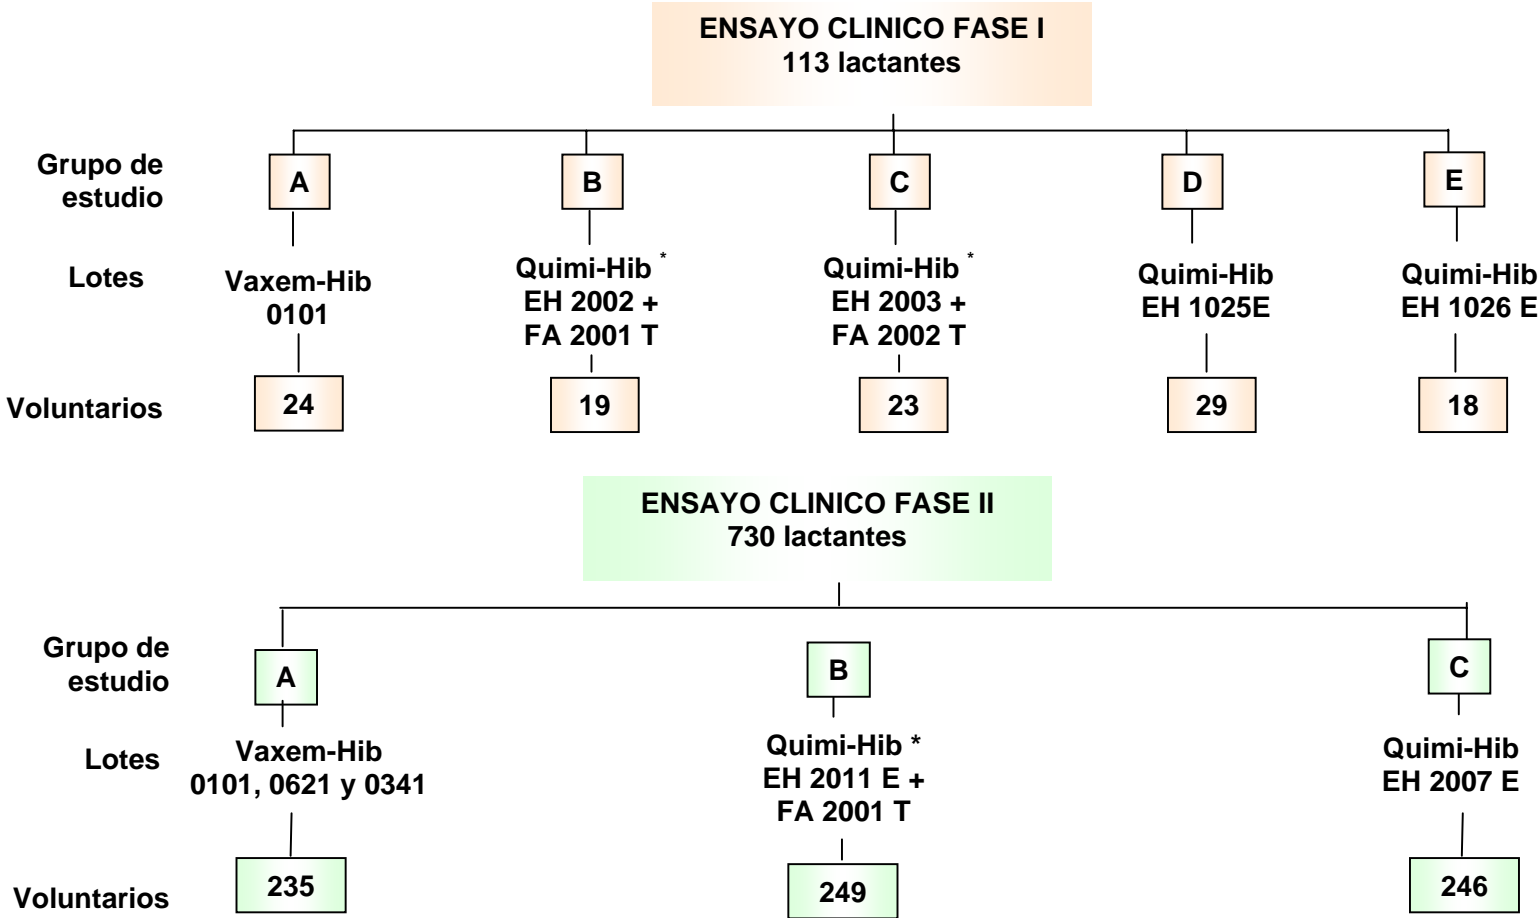 ENSAYO CLINICO FASE I
113 lactantes
Grupo de
estudio
A
B
C
D
E
Lotes
Vaxem-Hib
0101
Quimi-Hib *
EH 2002 +
FA 2001 T
Quimi-Hib *
EH 2003 +
FA 2002 T
Quimi-Hib
EH 1025E
Quimi-Hib
EH 1026 E
Voluntarios
24
19
23
29
18
ENSAYO CLINICO FASE II
730 lactantes
Grupo de
estudio
A
B
C
Lotes
Vaxem-Hib
0101, 0621 y 0341
Quimi-Hib *
EH 2011 E +
FA 2001 T
Quimi-Hib
EH 2007 E
Voluntarios
235
249
246